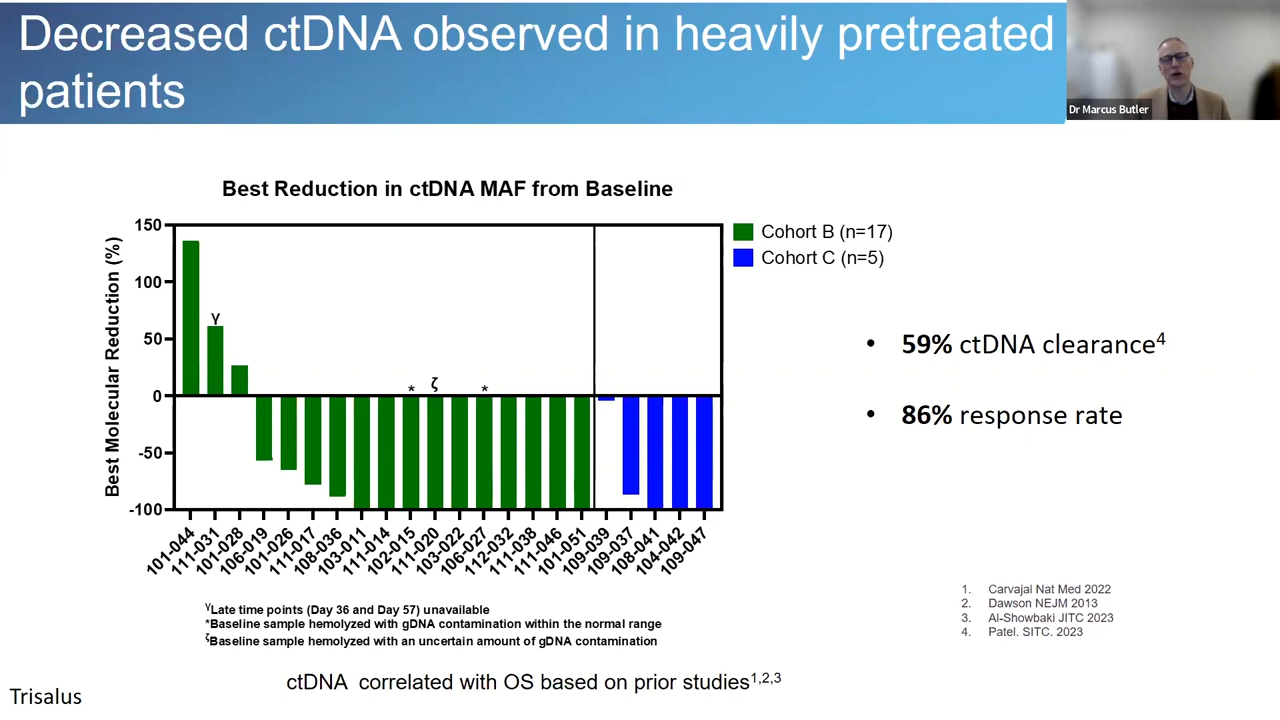 Decreased ctDNA observed in heavily pretreated
patients
Dr Marcus Butler
Best Reduction in ctDNA MAF from Baseline
Best Molecular Reduction (%)
150
100
50
0
-50
-100
γ
*
ζ
*
101-044
111-031
101-028
106-019
101-026
111-017
108-036
103-011
111-014
102-015
111-020
103-022
106-027
112-032
111-038
111-046
101-051
109-039
109-037
108-041
104-042
109-047
Cohort B (n=17)
Cohort C (n=5)
• 59% ctDNA clearance4
• 86% response rate
γLate time points (Day 36 and Day 57) unavailable
*Baseline sample hemolyzed with gDNA contamination within the normal range
ζBaseline sample hemolyzed with an uncertain amount of gDNA contamination
1. Carvajal Nat Med 2022
2. Dawson NEJM 2013
3. Al-Showbaki JITC 2023
4. Patel. SITC. 2023
ctDNA correlated with OS based on prior studies1,2,3
Trisalus